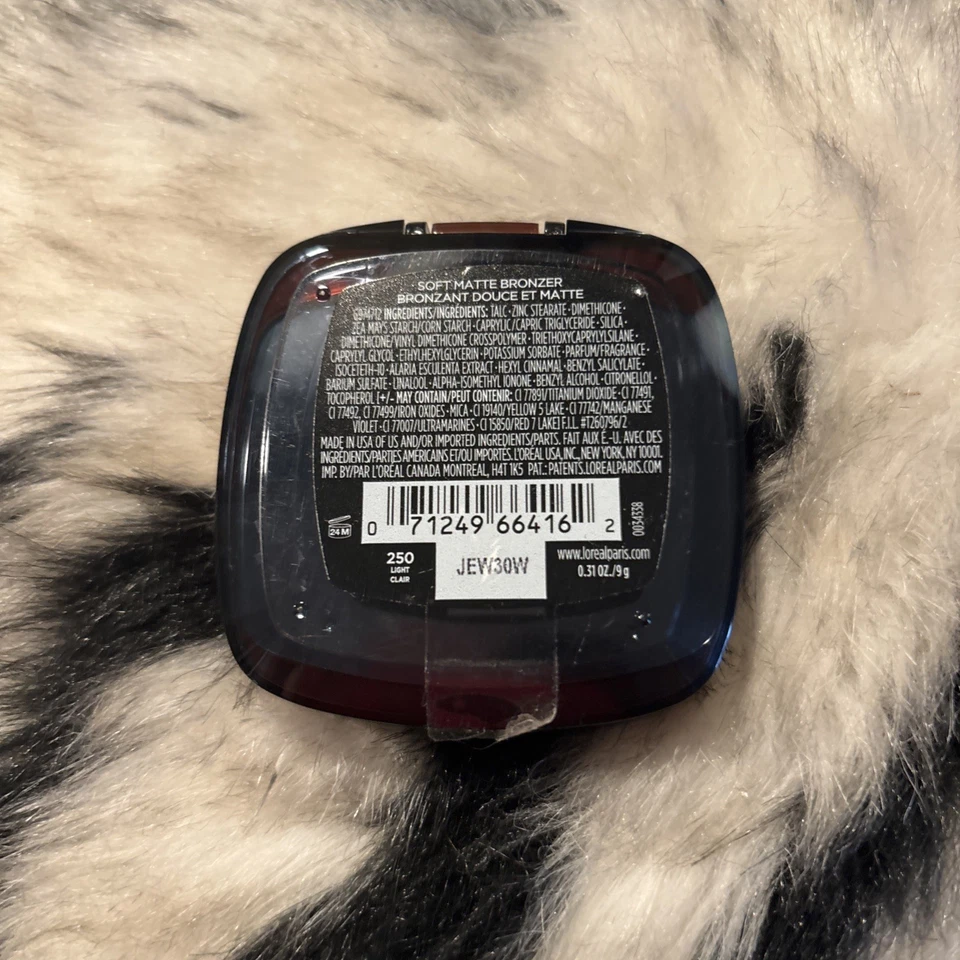 SOFT MATTE BRONZER
BRONZANT DOUCE ET MATTE
INGREDIENTS/INGRÉDIENTS: TALC · ZINC STEARATE · DIMETHICONE ·
ZEA MAYS STARCH/CORN STARCH · CAPRYLIC/CAPRIC TRIGLYCERIDE · SILICA ·
DIMETHICONE/VINYL DIMETHICONE CROSSPOLYMER · TRIETHOXYCAPRYLYLSILANE ·
CAPRYLYL GLYCOL · ETHYLHEXYLGLYCERIN · POTASSIUM SORBATE · PARFUM/FRAGRANCE ·
ISOCETETH-10 · ALARIA ESCULENTA EXTRACT · HEXYL CINNAMAL · BENZYL SALICYLATE ·
BARIUM SULFATE · LINALOOL · ALPHA-ISOMETHYL IONONE · BENZYL ALCOHOL · CITRONELLOL ·
TOCOPHEROL [+/- MAY CONTAIN/PEUT CONTENIR: CI 77891/TITANIUM DIOXIDE · CI 77491,
CI 77492, CI 77499/IRON OXIDES · MICA · CI 19140/YELLOW 5 LAKE · CI 77742/MANGANESE
VIOLET · CI 77007/ULTRAMARINES · CI 15850/RED 7 LAKE] F.I.L. #T260796/2
MADE IN USA OF US AND/OR IMPORTED INGREDIENTS/PARTS. FAIT AUX É.-U. AVEC DES
INGRÉDIENTS/PARTIES AMÉRICAINS ET/OU IMPORTÉS. L'ORÉAL USA, INC., NEW YORK, NY 10001.
IMP. BY/PAR L'ORÉAL CANADA MONTREAL, H4T 1K5 PAT.: PATENTS.LOREALPARIS.COM
24 M
0 71249 66416 2
0034338
250
LIGHT
CLAIR
JEW30W
www.lorealparis.com
0.31 OZ./9 g